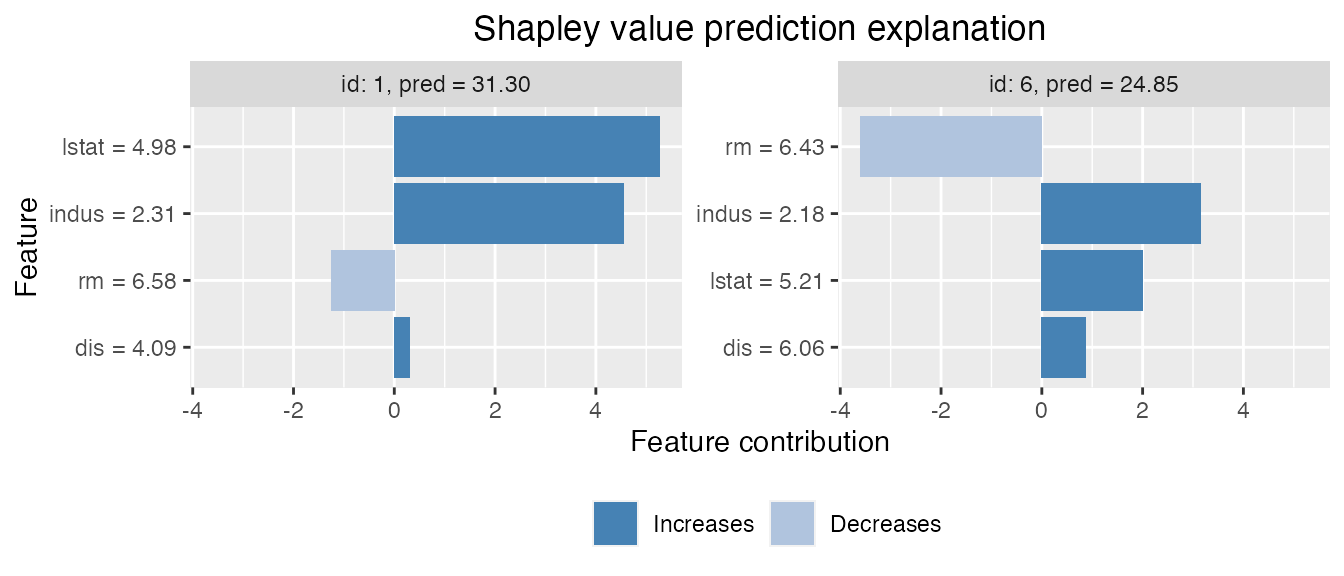 Shapley value prediction explanation
id: 1, pred = 31.30
id: 6, pred = 24.85
Feature
lstat = 4.98
indus = 2.31
rm = 6.58
dis = 4.09
-4 -2 0 2 4
rm = 6.43
indus = 2.18
lstat = 5.21
dis = 6.06
-4 -2 0 2 4
Feature contribution
Increases Decreases